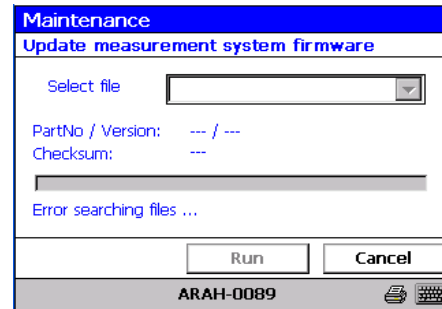 Maintenance
Update measurement system firmware
Select file
PartNo / Version: --- / ---
Checksum: ---
Error searching files ...
Run Cancel
ARAH-0089